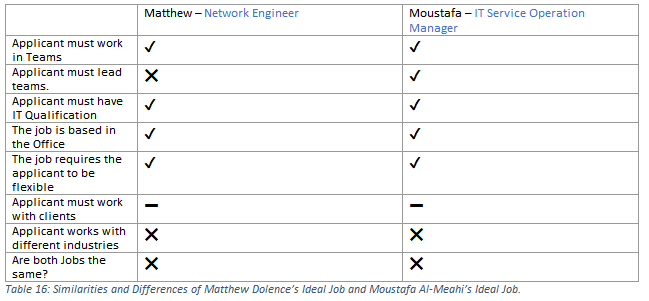 Matthew – Network Engineer
Moustafa – IT Service Operation
Manager
Applicant must work
in Teams
✓
✓
Applicant must lead
teams.
✕
✓
Applicant must have
IT Qualification
✓
✓
The job is based in
the Office
✓
✓
The job requires the
applicant to be
flexible
✓
✓
Applicant must work
with clients
–
–
Applicant works with
different industries
✕
✕
Are both Jobs the
same?
✕
✕
Table 16: Similarities and Differences of Matthew Dolence's Ideal Job and Moustafa Al-Meahi's Ideal Job.